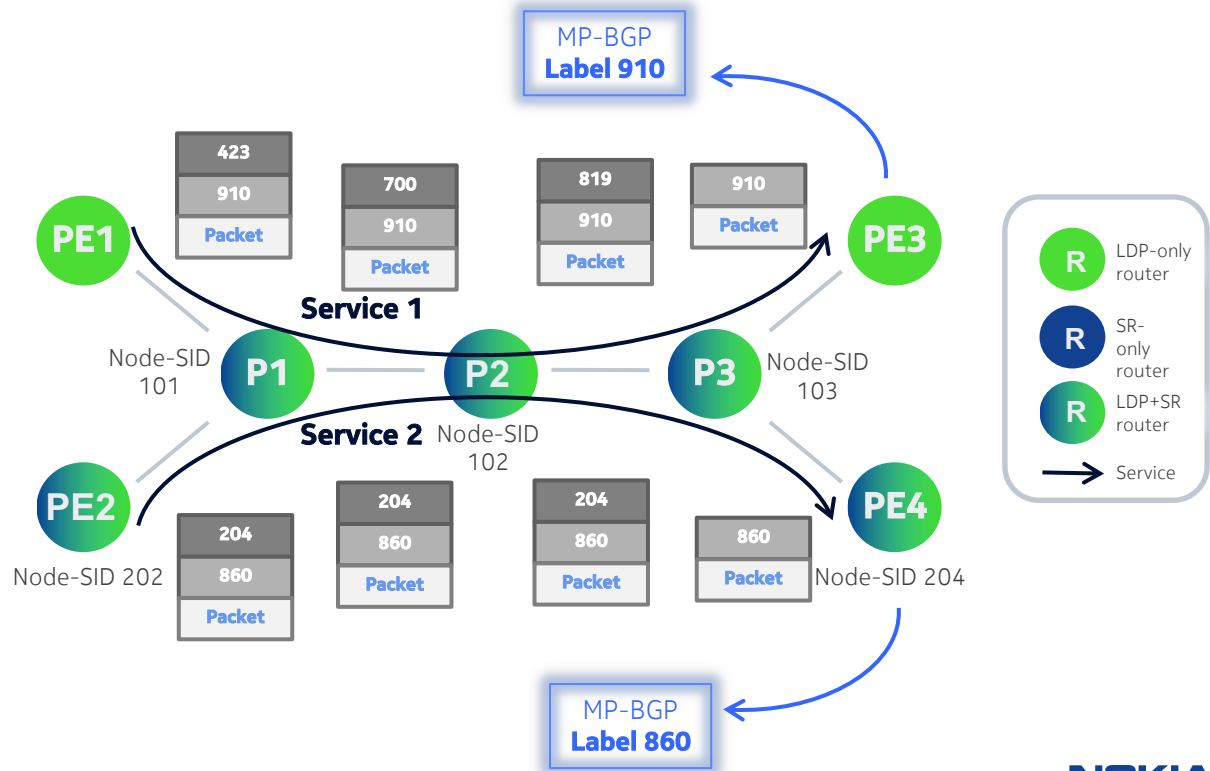 MP-BGP
Label 910
423
910
Packet
700
910
Packet
819
910
Packet
910
Packet
PE1
PE3
Service 1
Node-SID
101
P1
P2
P3
Node-SID
103
Service 2
Node-SID
102
PE2
Node-SID 202
204
860
Packet
204
860
Packet
204
860
Packet
860
Packet
PE4
Node-SID 204
MP-BGP
Label 860
R
LDP-only
router
R
SR-
only
router
R
LDP+SR
router
Service
NOKIA